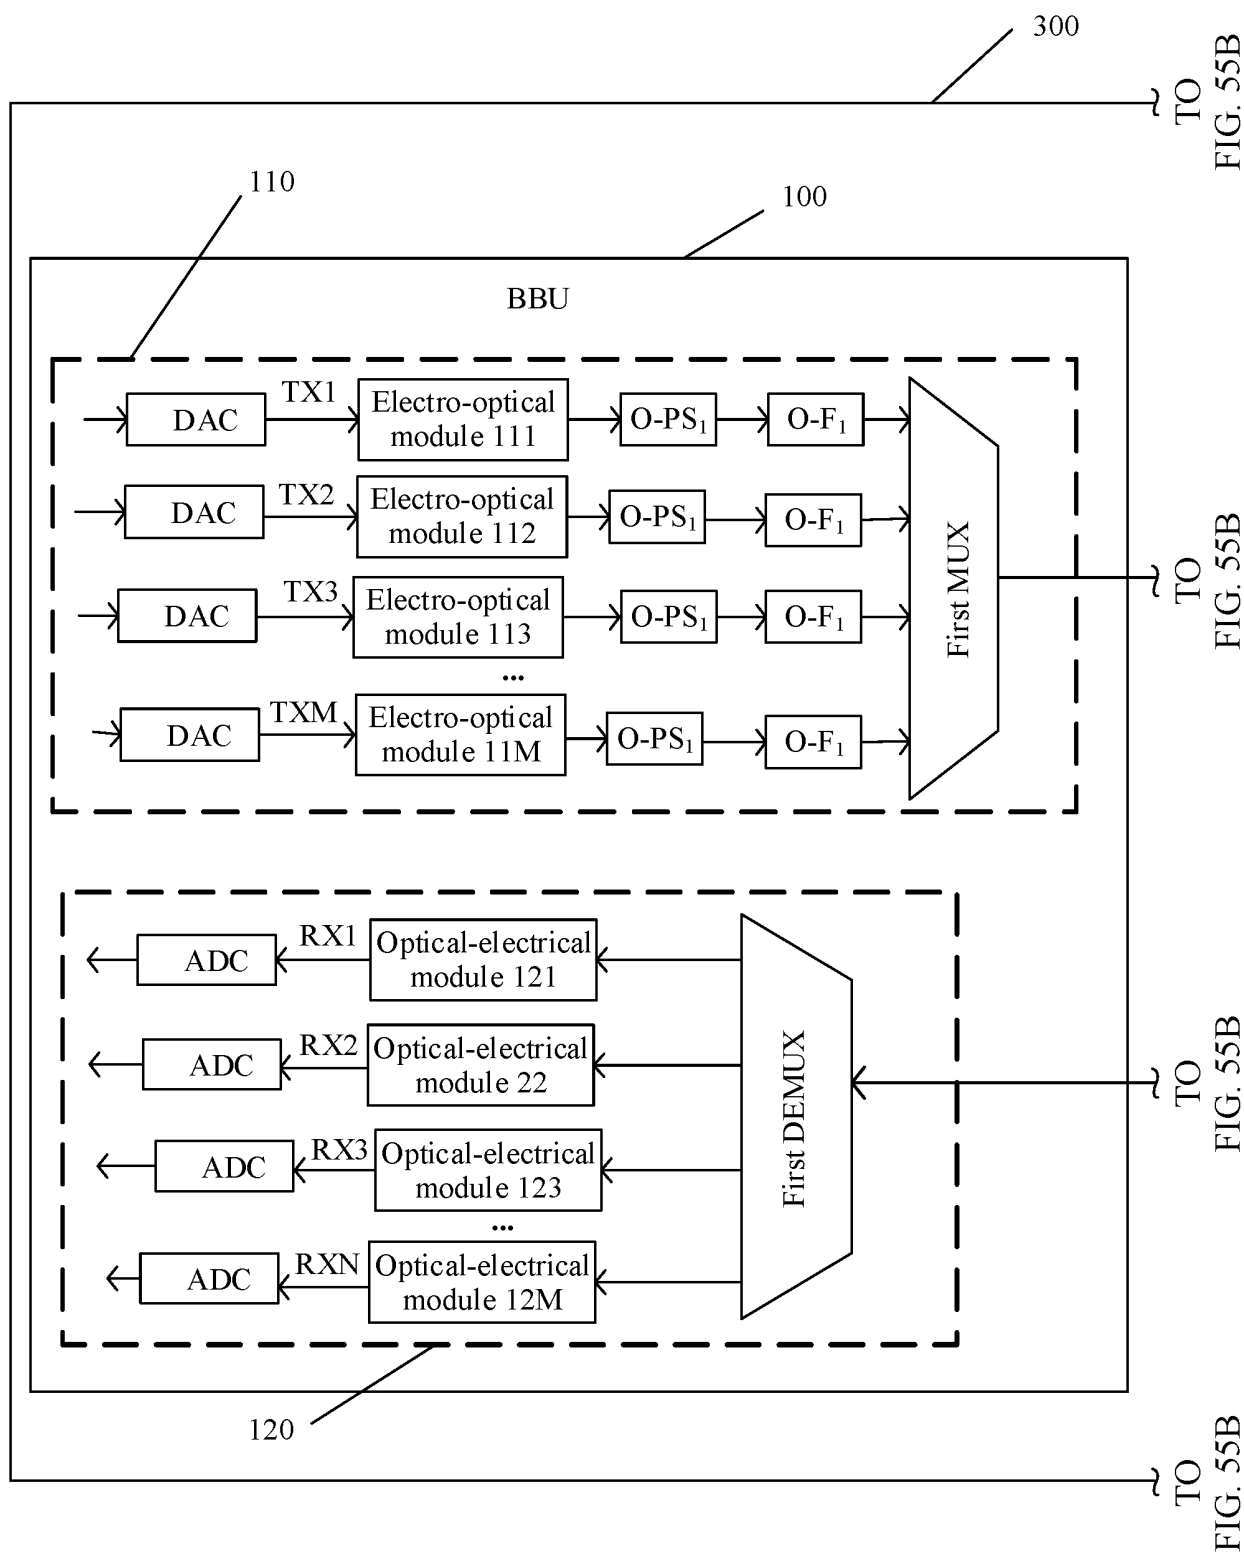 300
TO
FIG. 55B
110
100
BBU
DAC
TX1
Electro-optical
module 111
O-PS1
O-F1
DAC
TX2
Electro-optical
module 112
O-PS1
O-F1
DAC
TX3
Electro-optical
module 113
O-PS1
O-F1
...
DAC
TXM
Electro-optical
module 11M
O-PS1
O-F1
First MUX
TO
FIG. 55B
ADC
RX1
Optical-electrical
module 121
ADC
RX2
Optical-electrical
module 22
ADC
RX3
Optical-electrical
module 123
...
ADC
RXN
Optical-electrical
module 12M
First DEMUX
TO
FIG. 55B
120
TO
FIG. 55B